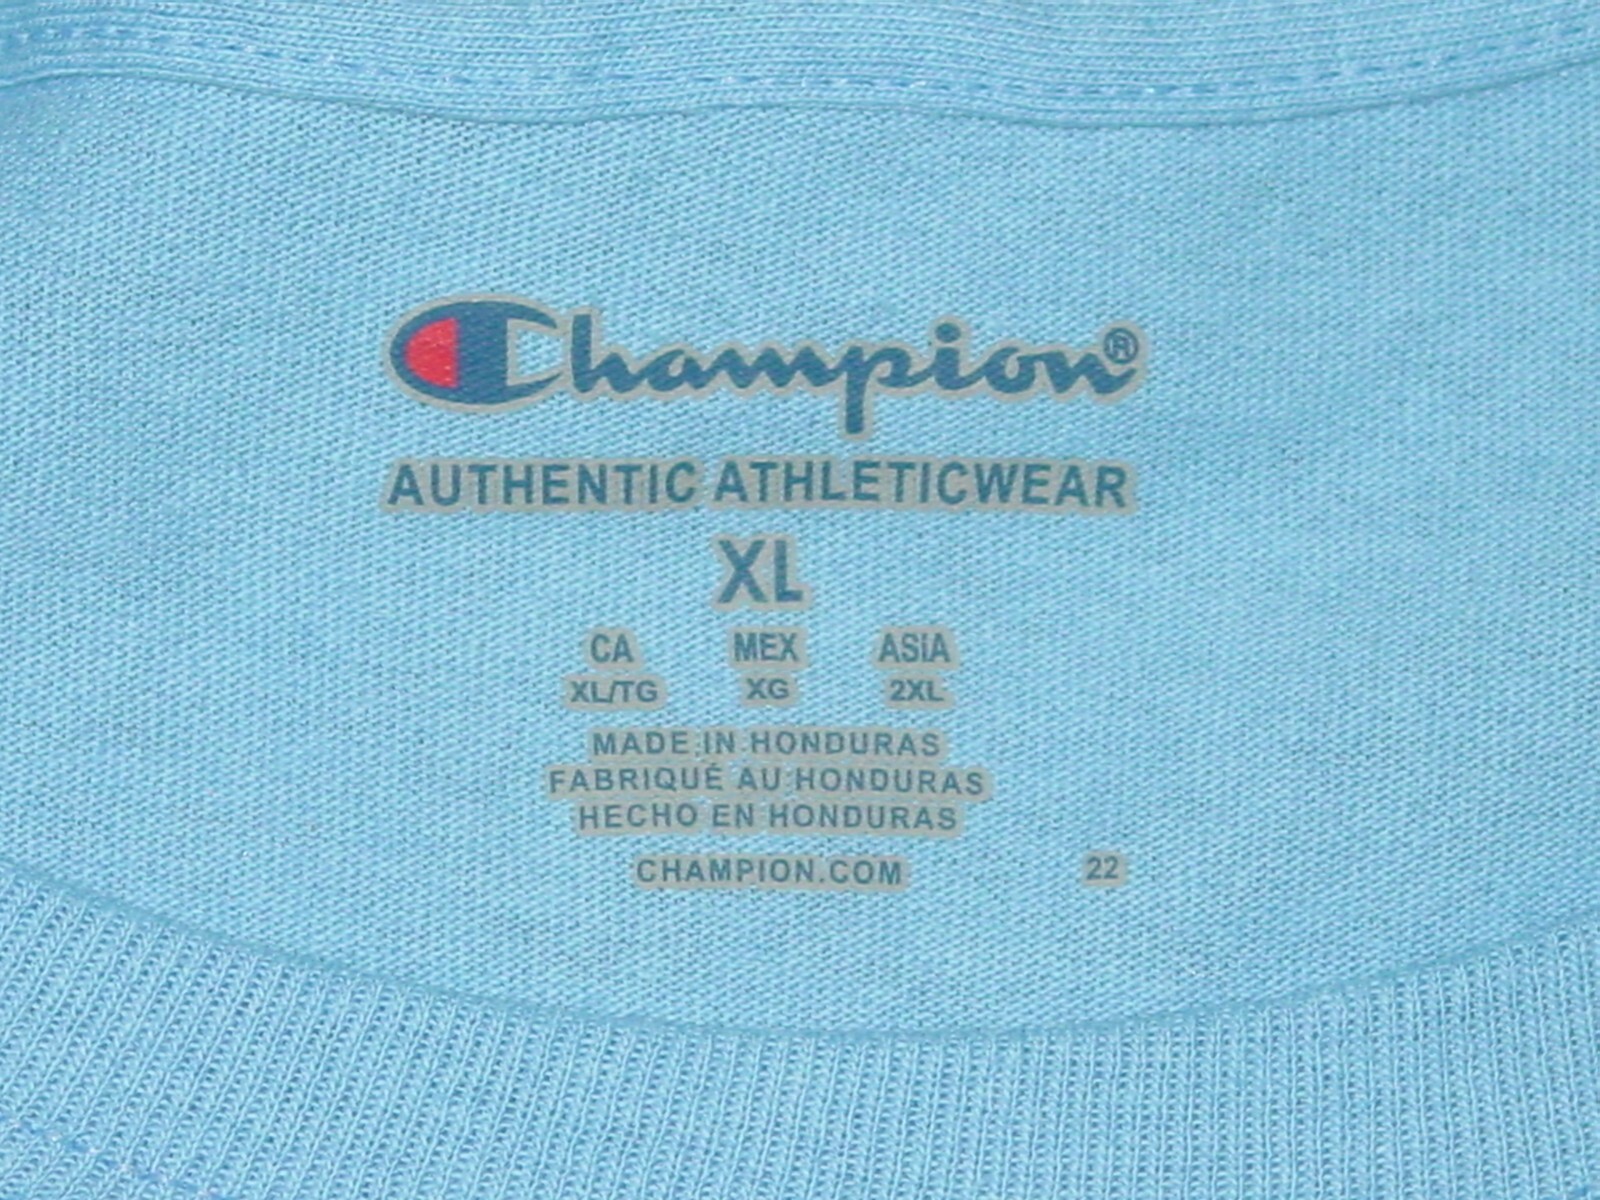 Champion®
AUTHENTIC ATHLETICWEAR
XL
CA MEX ASIA
XL/TG XG 2XL
MADE IN HONDURAS
FABRIQUÉ AU HONDURAS
HECHO EN HONDURAS
CHAMPION.COM 22